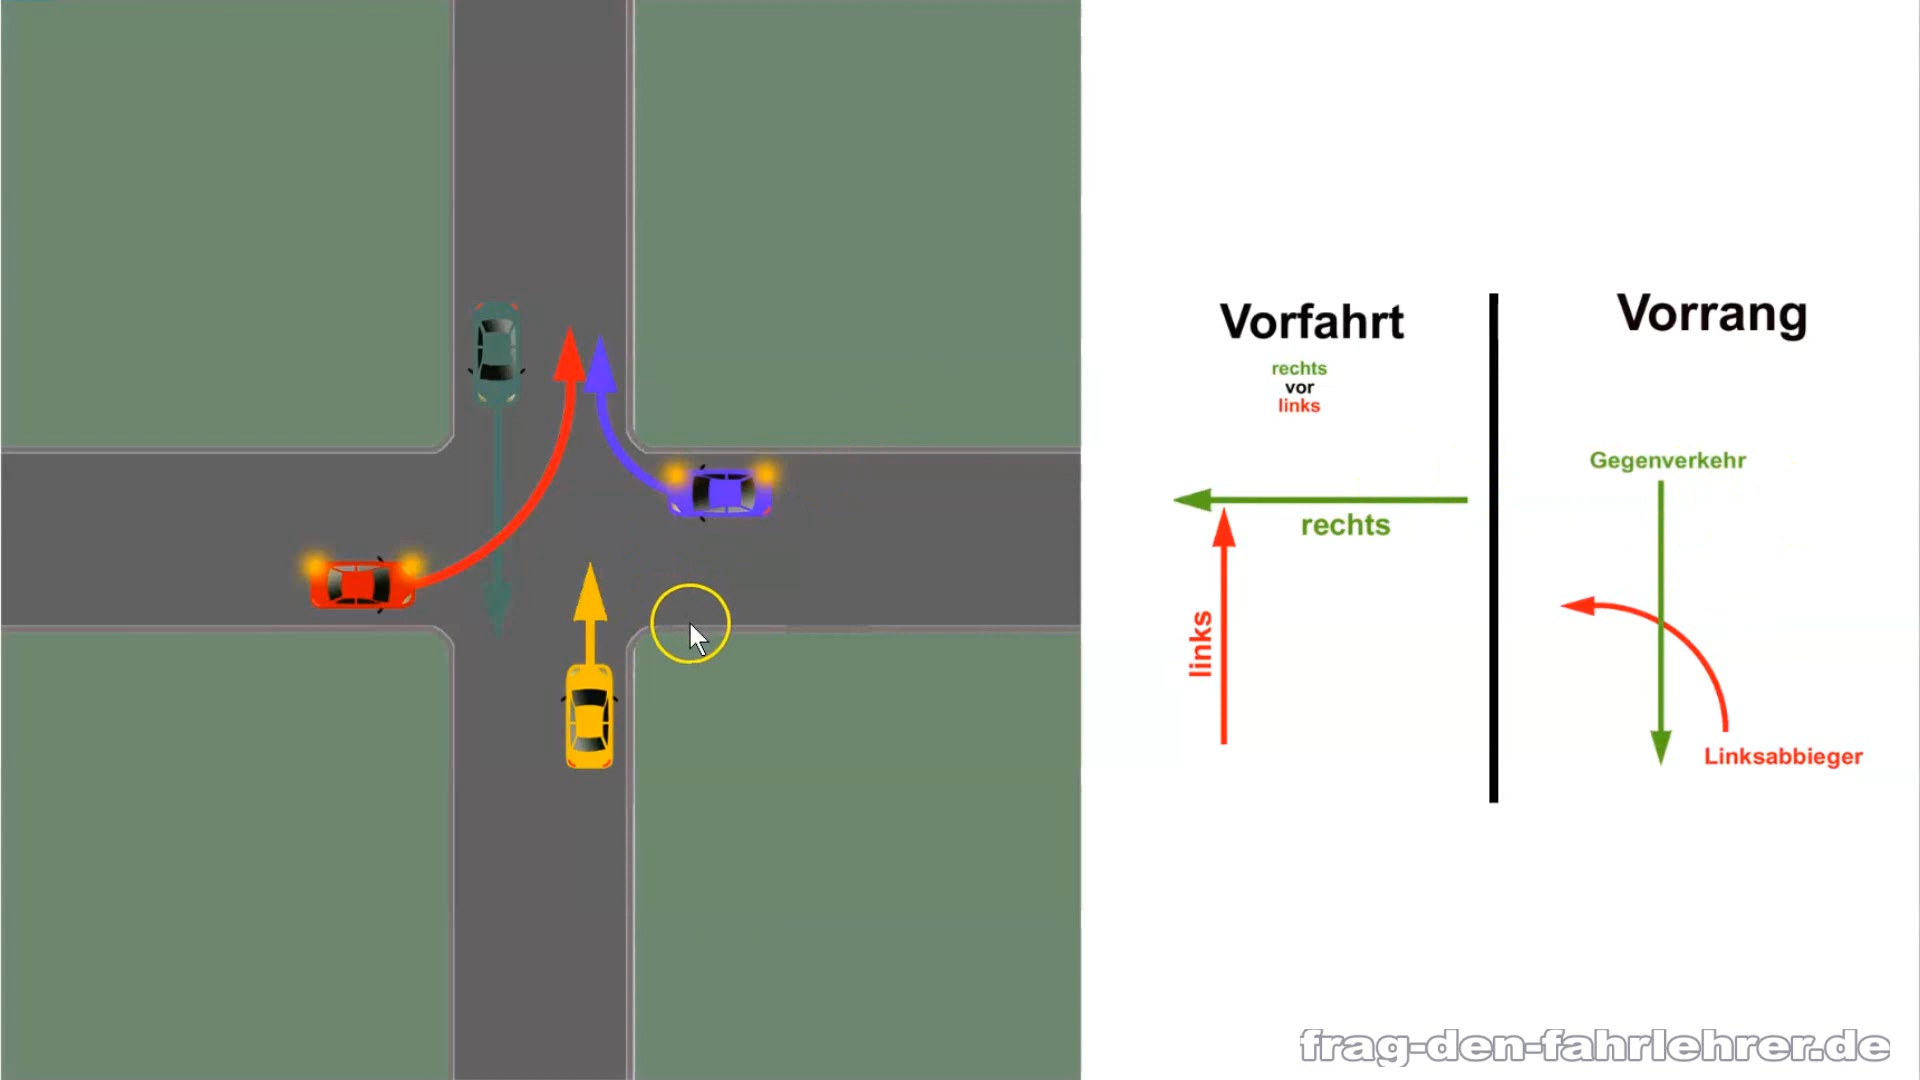 Vorfahrt
rechts
vor
links
rechts
links
Vorrang
Gegenverkehr
Linksabbieger
frag-den-fahrlehrer.de